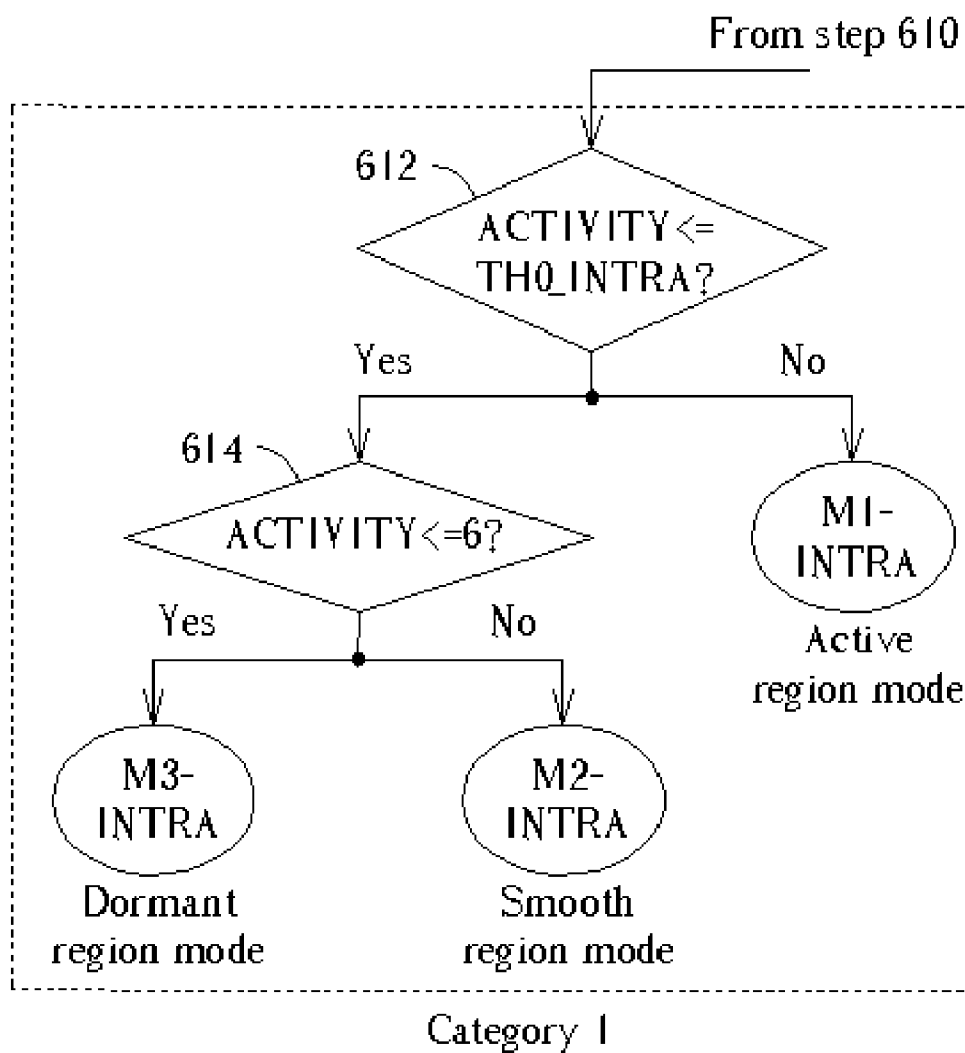 From step 610
612
ACTIVITY<=
TH0_INTRA?
Yes
No
614
ACTIVITY<=6?
M1-
INTRA
Yes
No
Active
region mode
M3-
INTRA
M2-
INTRA
Dormant
region mode
Smooth
region mode
Category 1